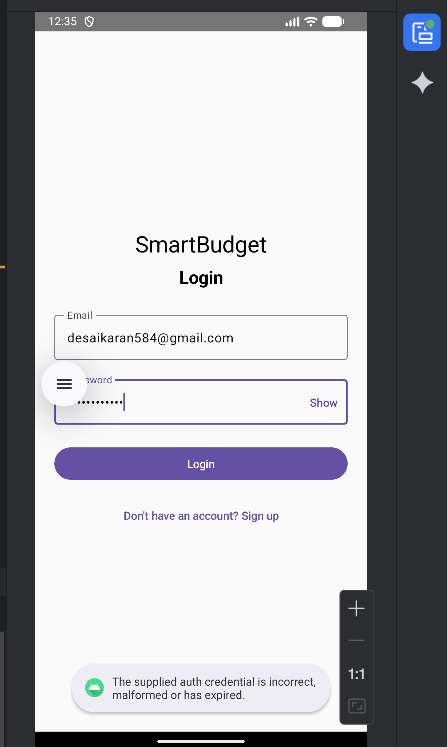 12:35
SmartBudget
Login
Email
desaikaran584@gmail.com
sword
Show
Login
Don't have an account? Sign up
The supplied auth credential is incorrect,
malformed or has expired.
1:1